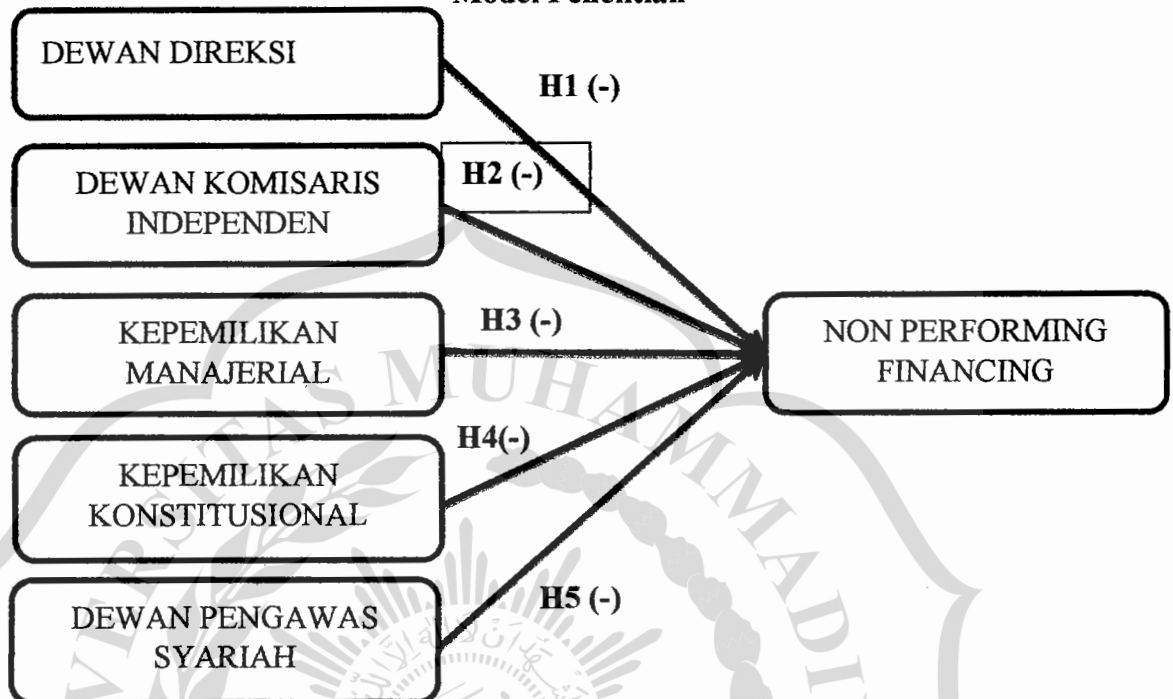 Model Penelitian
DEWAN DIREKSI
H1 (-)
DEWAN KOMISARIS
INDEPENDEN
H2 (-)
KEPEMILIKAN
MANAJERIAL
H3 (-)
NON PERFORMING
FINANCING
KEPEMILIKAN
KONSTITUSIONAL
H4(-)
DEWAN PENGAWAS
SYARIAH
H5 (-)